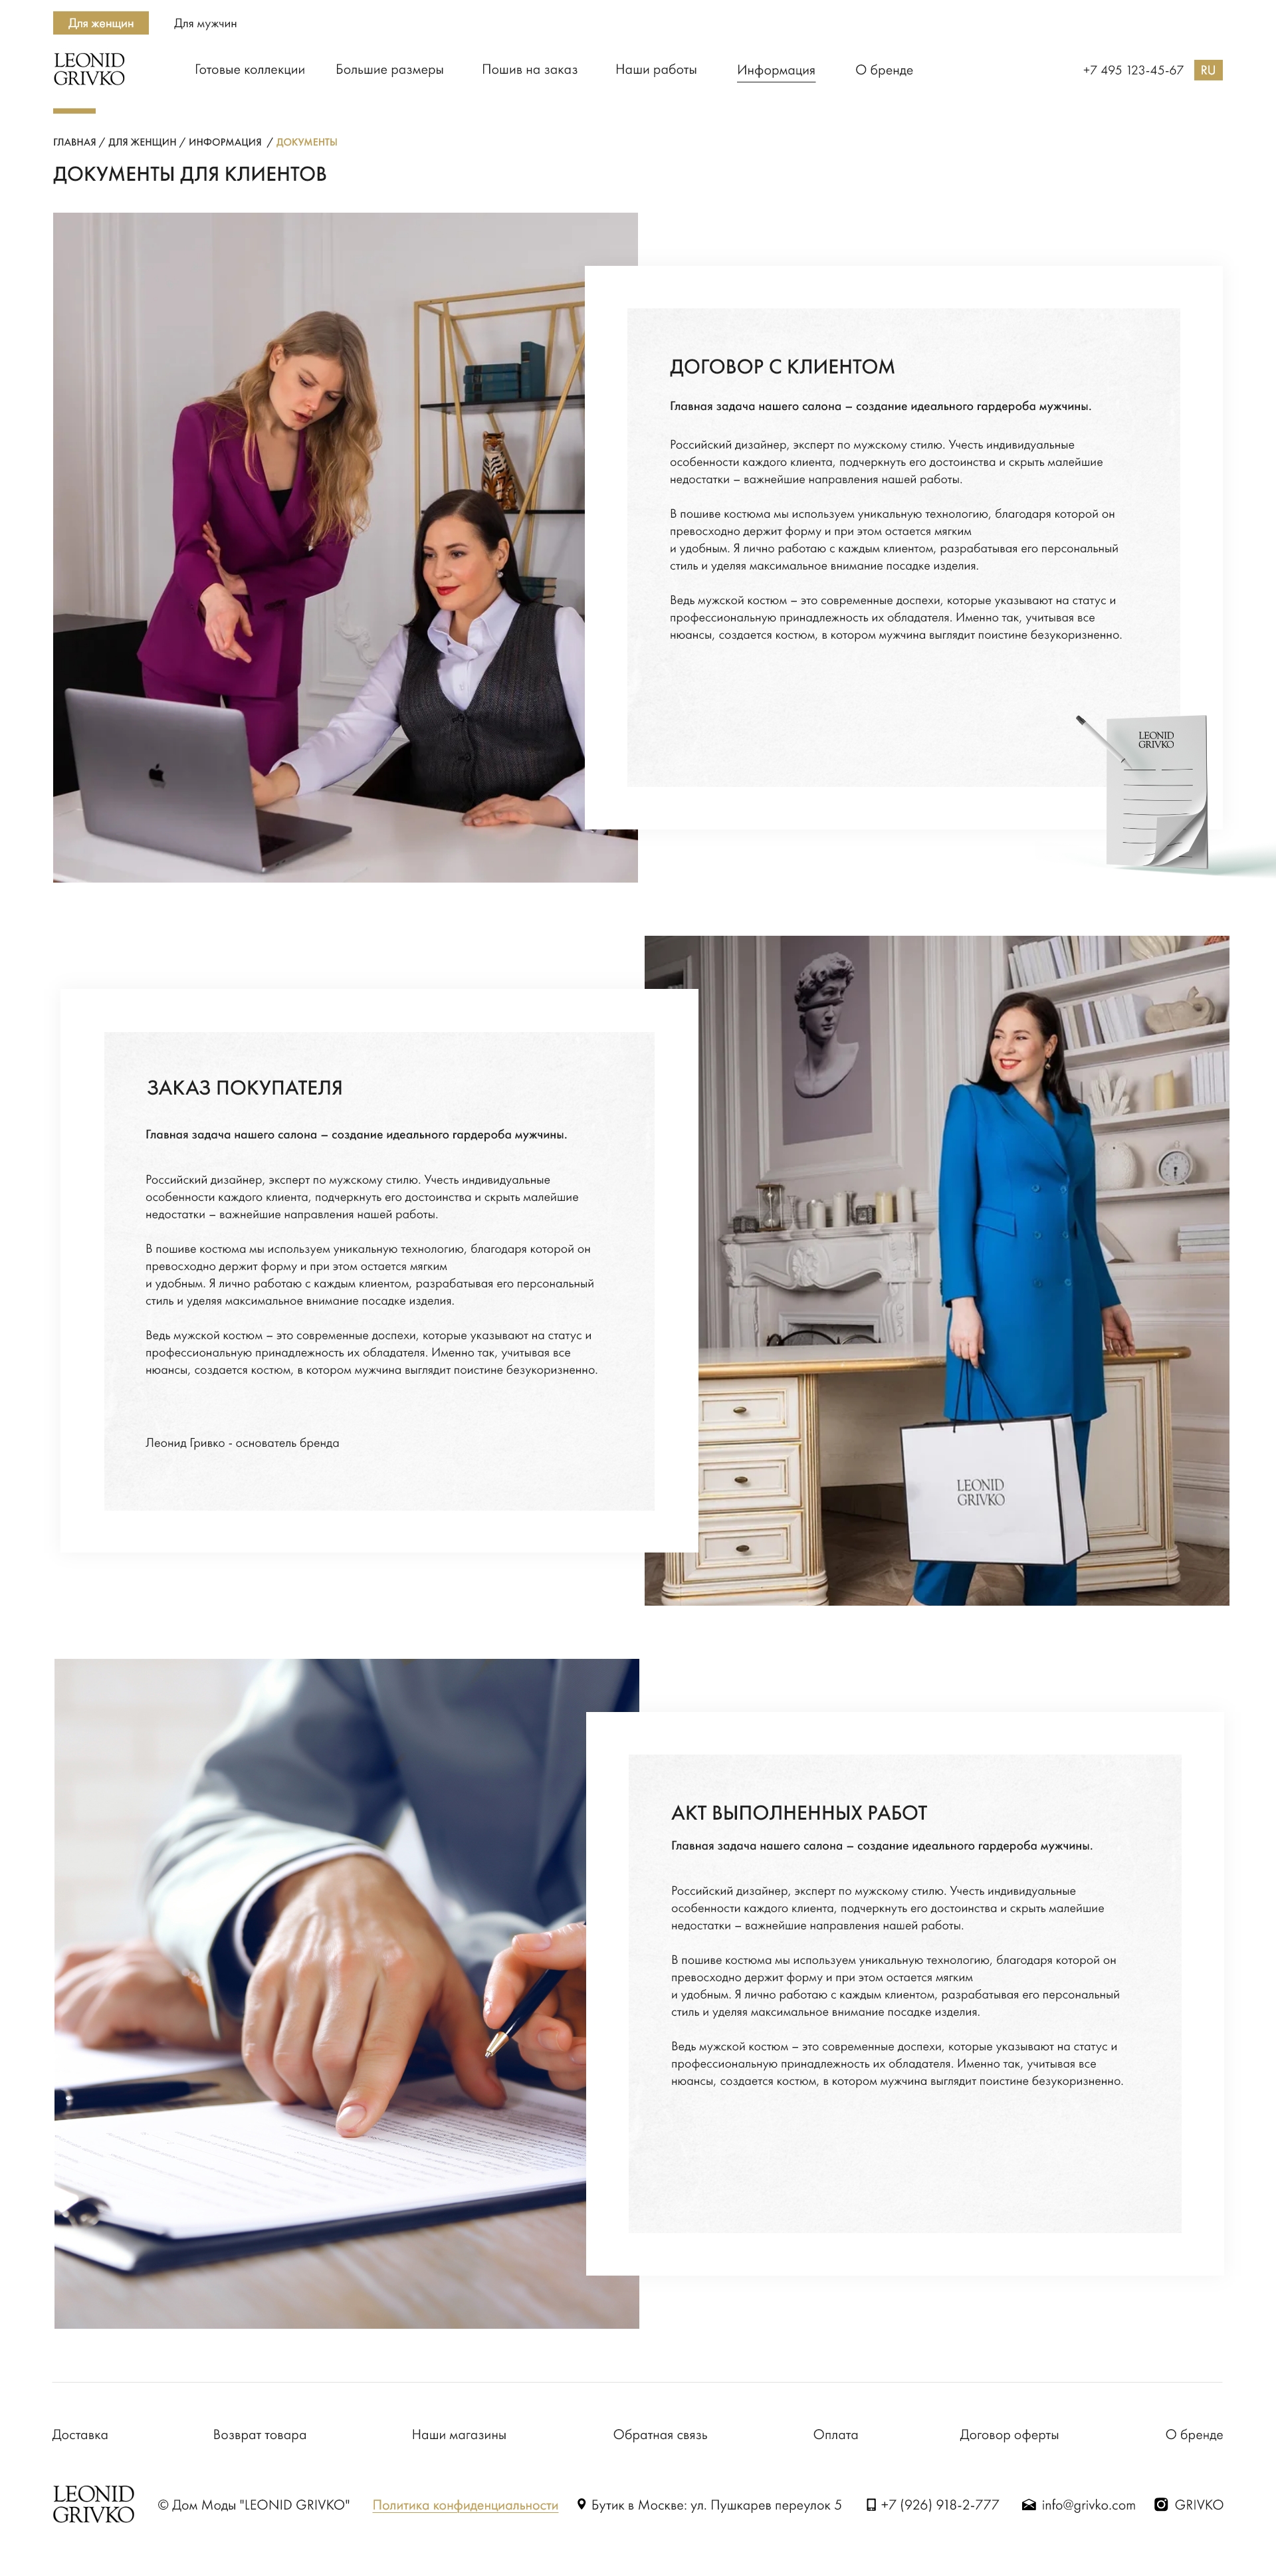 Для женщин
Для мужчин
LEONID
GRIVKO
Готовые коллекции
Большие размеры
Пошив на заказ
Наши работы
Информация
О бренде
+7 495 123-45-67
RU
ГЛАВНАЯ / ДЛЯ ЖЕНЩИН / ИНФОРМАЦИЯ / ДОКУМЕНТЫ
ДОКУМЕНТЫ ДЛЯ КЛИЕНТОВ
ДОГОВОР С КЛИЕНТОМ
Главная задача нашего салона – создание идеального гардероба мужчины.
Российский дизайнер, эксперт по мужскому стилю. Учесть индивидуальные
особенности каждого клиента, подчеркнуть его достоинства и скрыть малейшие
недостатки – важнейшие направления нашей работы.
В пошиве костюма мы используем уникальную технологию, благодаря которой он
превосходно держит форму и при этом остается мягким
и удобным. Я лично работаю с каждым клиентом, разрабатывая его персональный
стиль и уделяя максимальное внимание посадке изделия.
Ведь мужской костюм – это современные доспехи, которые указывают на статус и
профессиональную принадлежность их обладателя. Именно так, учитывая все
нюансы, создается костюм, в котором мужчина выглядит поистине безукоризненно.
LEONID
GRIVKO
ЗАКАЗ ПОКУПАТЕЛЯ
Главная задача нашего салона – создание идеального гардероба мужчины.
Российский дизайнер, эксперт по мужскому стилю. Учесть индивидуальные
особенности каждого клиента, подчеркнуть его достоинства и скрыть малейшие
недостатки – важнейшие направления нашей работы.
В пошиве костюма мы используем уникальную технологию, благодаря которой он
превосходно держит форму и при этом остается мягким
и удобным. Я лично работаю с каждым клиентом, разрабатывая его персональный
стиль и уделяя максимальное внимание посадке изделия.
Ведь мужской костюм – это современные доспехи, которые указывают на статус и
профессиональную принадлежность их обладателя. Именно так, учитывая все
нюансы, создается костюм, в котором мужчина выглядит поистине безукоризненно.
Леонид Гривко - основатель бренда
LEONID
GRIVKO
АКТ ВЫПОЛНЕННЫХ РАБОТ
Главная задача нашего салона – создание идеального гардероба мужчины.
Российский дизайнер, эксперт по мужскому стилю. Учесть индивидуальные
особенности каждого клиента, подчеркнуть его достоинства и скрыть малейшие
недостатки – важнейшие направления нашей работы.
В пошиве костюма мы используем уникальную технологию, благодаря которой он
превосходно держит форму и при этом остается мягким
и удобным. Я лично работаю с каждым клиентом, разрабатывая его персональный
стиль и уделяя максимальное внимание посадке изделия.
Ведь мужской костюм – это современные доспехи, которые указывают на статус и
профессиональную принадлежность их обладателя. Именно так, учитывая все
нюансы, создается костюм, в котором мужчина выглядит поистине безукоризненно.
Доставка
Возврат товара
Наши магазины
Обратная связь
Оплата
Договор оферты
О бренде
LEONID
GRIVKO
© Дом Моды "LEONID GRIVKO"
Политика конфиденциальности
Бутик в Москве: ул. Пушкарев переулок 5
+7 (926) 918-2-777
info@grivko.com
GRIVKO